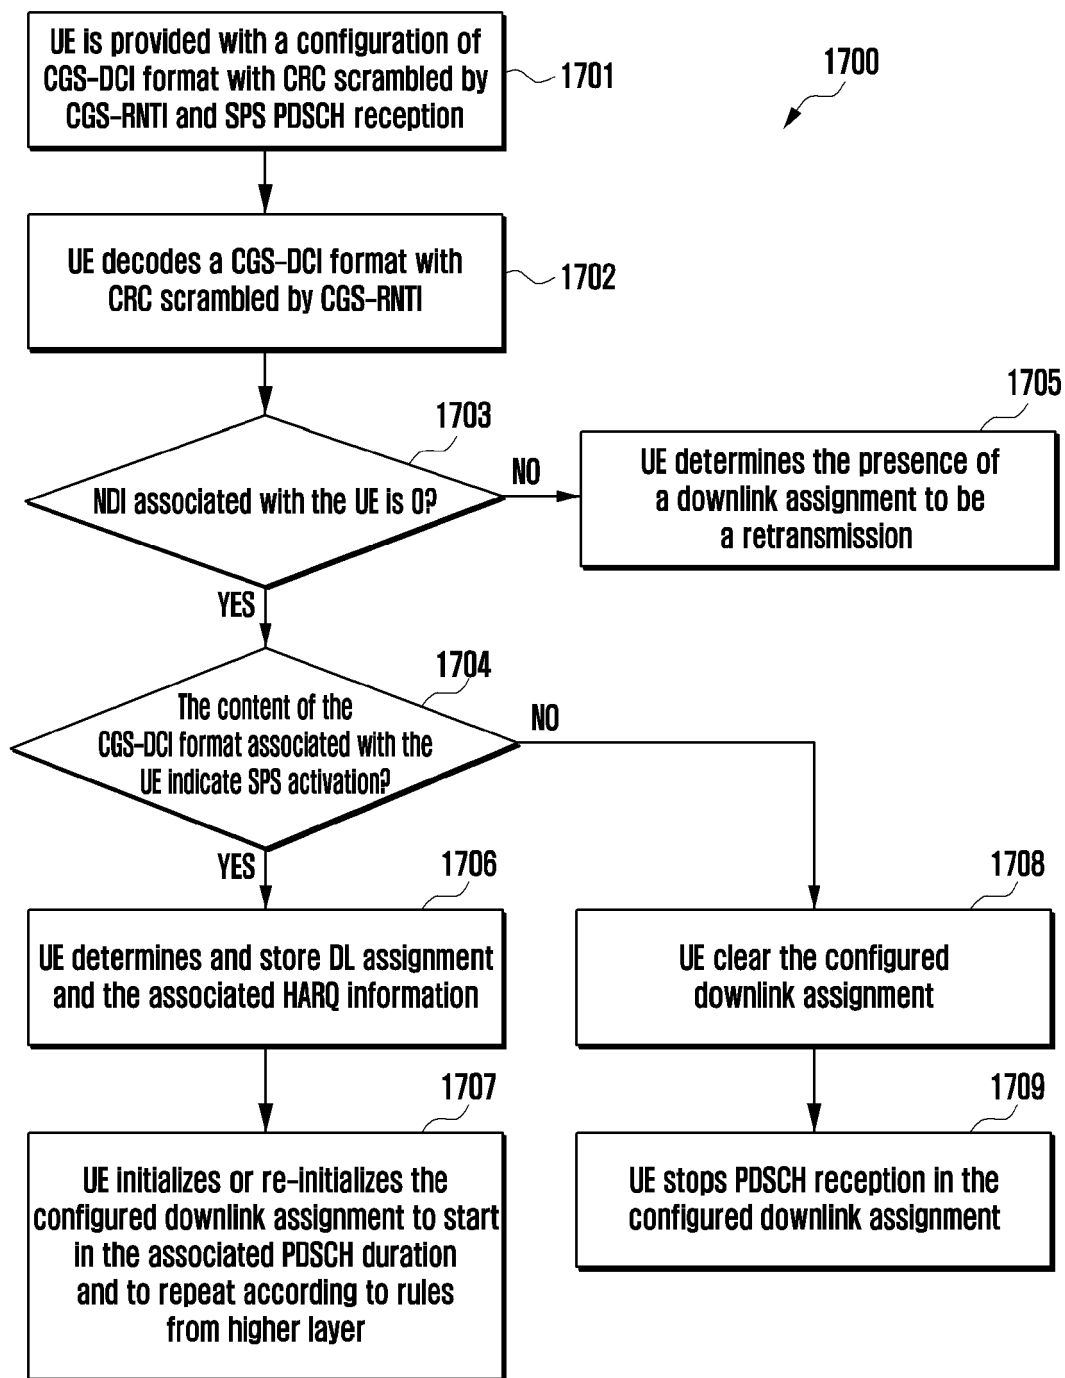 UE is provided with a configuration of
CGS-DCI format with CRC scrambled by
CGS-RNTI and SPS PDSCH reception
1701
1700
UE decodes a CGS-DCI format with
CRC scrambled by CGS-RNTI
1702
1703
NDI associated with the UE is 0?
NO
1705
UE determines the presence of
a downlink assignment to be
a retransmission
YES
1704
The content of the
CGS-DCI format associated with the
UE indicate SPS activation?
NO
YES
1706
UE determines and store DL assignment
and the associated HARQ information
1708
UE clear the configured
downlink assignment
1707
UE initializes or re-initializes the
configured downlink assignment to start
in the associated PDSCH duration
and to repeat according to rules
from higher layer
1709
UE stops PDSCH reception in the
configured downlink assignment